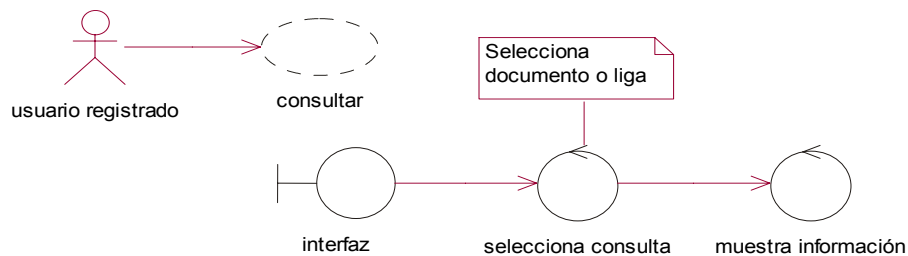 Selecciona
documento o liga
usuario registrado
consultar
interfaz
selecciona consulta
muestra información